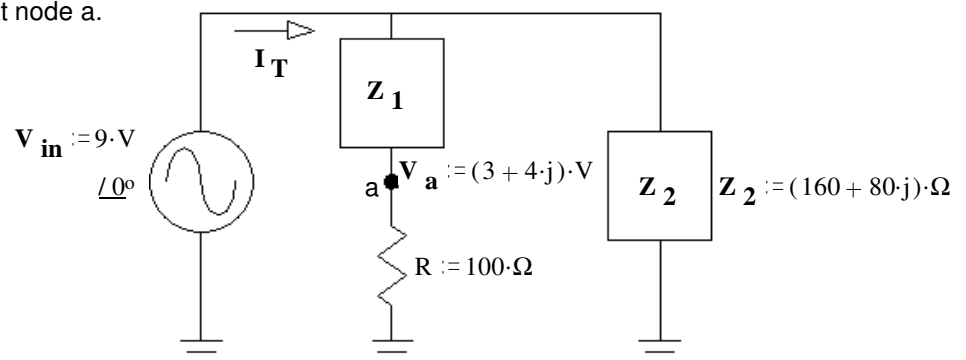 t node a.
I T
Z 1
V in := 9·V
/ 0º
a
V a := (3 + 4·j)·V
Z 2
Z 2 := (160 + 80·j)·Ω
R := 100·Ω